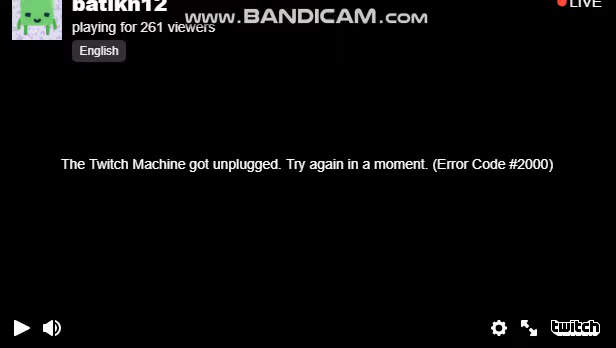 batikh12
www.BANDICAM.com
LIVE
playing for 261 viewers
English
The Twitch Machine got unplugged. Try again in a moment. (Error Code #2000)
twitch